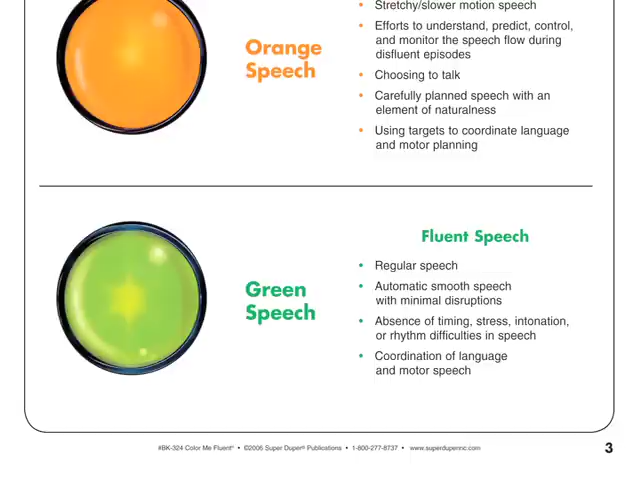 • Stretchy/slower motion speech
• Efforts to understand, predict, control,
and monitor the speech flow during
disfluent episodes
Orange
Speech
• Choosing to talk
• Carefully planned speech with an
element of naturalness
• Using targets to coordinate language
and motor planning
Fluent Speech
Green
Speech
• Regular speech
• Automatic smooth speech
with minimal disruptions
• Absence of timing, stress, intonation,
or rhythm difficulties in speech
• Coordination of language
and motor speech
#BK-324 Color Me Fluent® • ©2006 Super Duper® Publications • 1-800-277-8737 • www.superduperinc.com
3